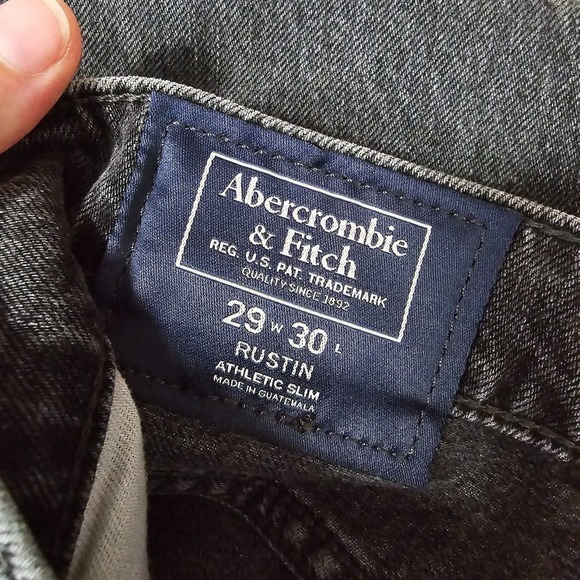 Abercrombie
& Fitch
REG. U.S. PAT. TRADEMARK
QUALITY SINCE 1892
29 W 30 L
RUSTIN
ATHLETIC SLIM
MADE IN GUATEMALA